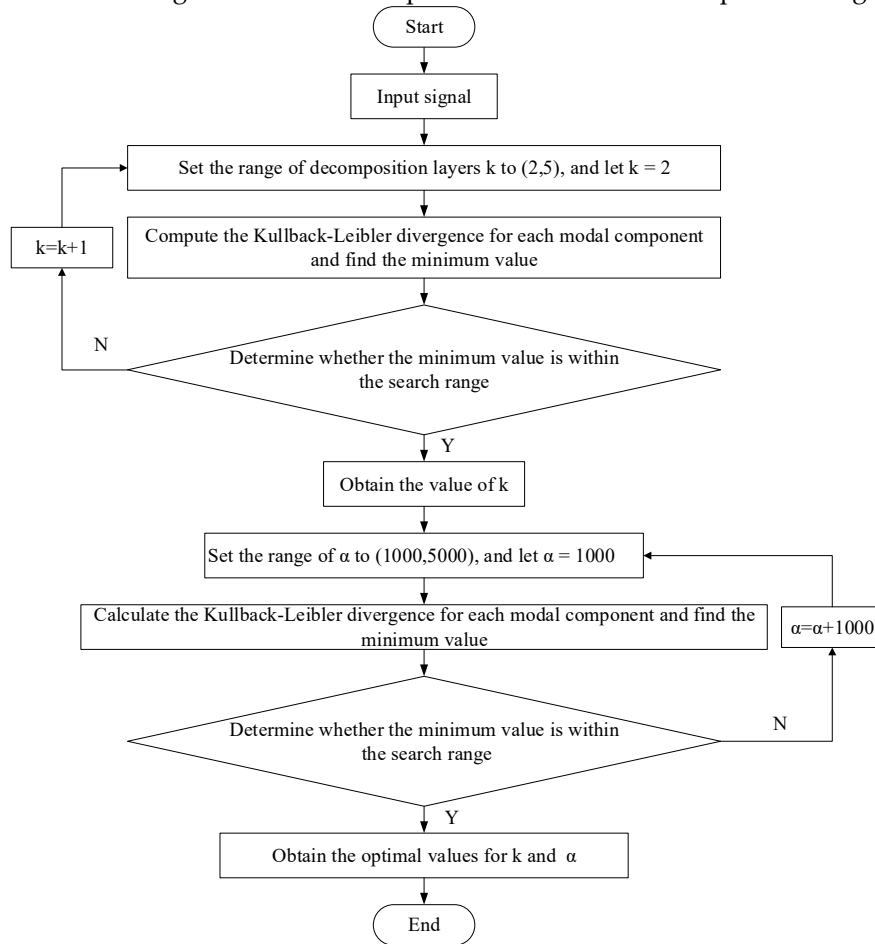 Start
Input signal
Set the range of decomposition layers k to (2,5), and let k = 2
Compute the Kullback-Leibler divergence for each modal component
and find the minimum value
k=k+1
N
Determine whether the minimum value is within
the search range
Y
Obtain the value of k
Set the range of α to (1000,5000), and let α = 1000
Calculate the Kullback-Leibler divergence for each modal component and find the
minimum value
α=α+1000
Determine whether the minimum value is within
the search range
N
Y
Obtain the optimal values for k and α
End